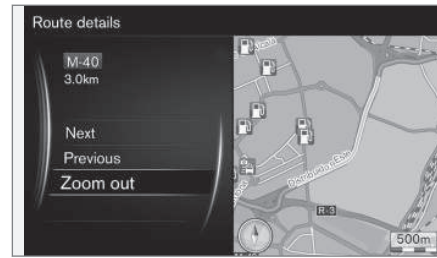 Route details
M-40
3.0km
Next
Previous
Zoom out
R-3
500m